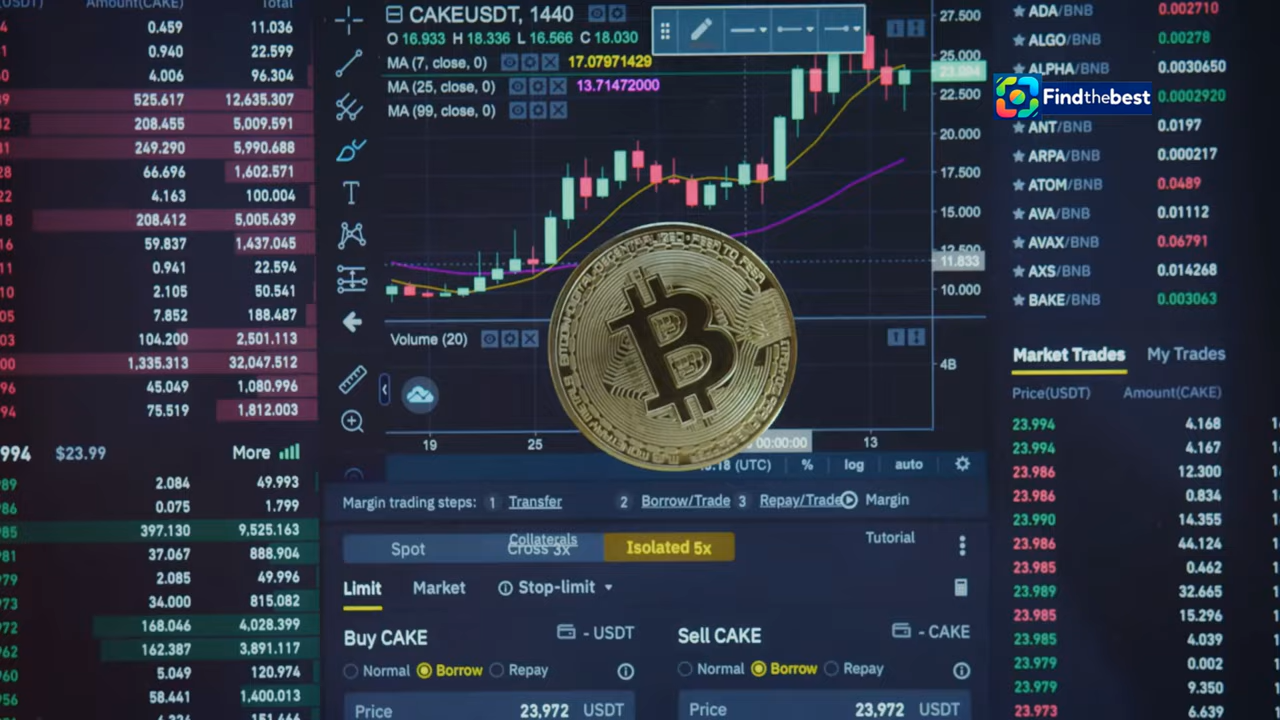 (USDT) Amount(CAKE) Total
0.459 11.036
0.940 22.599
4.006 96.304
525.617 12,635.307
208.455 5,009.591
249.290 5,990.688
66.696 1,602.571
4.163 100.004
208.412 5,005.639
59.837 1,437.045
0.941 22.594
2.105 50.541
7.852 188.487
104.200 2,501.113
1,335.313 32,047.512
45.049 1,080.996
75.519 1,812.003
994 $23.99 More
2.084 49.993
0.075 1.799
397.130 9,525.163
37.067 888.904
2.085 49.996
34.000 815.082
168.046 4,028.399
162.387 3,891.117
5.049 120.974
58.441 1,400.013
CAKEUSDT, 1440
O 16.933 H 18.336 L 16.566 C 18.030
MA (7, close, 0) 17.07971429
MA (25, close, 0) 13.71472000
MA (99, close, 0)
27.500
25.000
23.994
22.500
20.000
17.500
15.000
12.500
11.833
10.000
Volume (20)
4B
19 25 00:00:00 13
(UTC) % log auto
Margin trading steps: 1 Transfer 2 Borrow/Trade 3 Repay/Trade Margin
Collaterals Tutorial
Spot Cross 3x Isolated 5x
Limit Market Stop-limit
Buy CAKE - USDT
Normal Borrow Repay
Price 23,972 USDT
Sell CAKE - CAKE
Normal Borrow Repay
Price 23,972 USDT
ADA/BNB 0.002710
ALGO/BNB 0.00278
ALPHA/BNB 0.0030650
FindtheBest 0.0002920
ANT/BNB 0.0197
ARPA/BNB 0.000217
ATOM/BNB 0.0489
AVA/BNB 0.01112
AVAX/BNB 0.06791
AXS/BNB 0.014268
BAKE/BNB 0.003063
Market Trades My Trades
Price(USDT) Amount(CAKE)
23.994 4.168
23.994 4.167
23.986 12.300
23.986 0.834
23.990 14.355
23.986 44.124
23.985 0.462
23.989 32.665
23.985 15.296
23.985 4.039
23.979 0.002
23.979 9.350
23.973 6.639